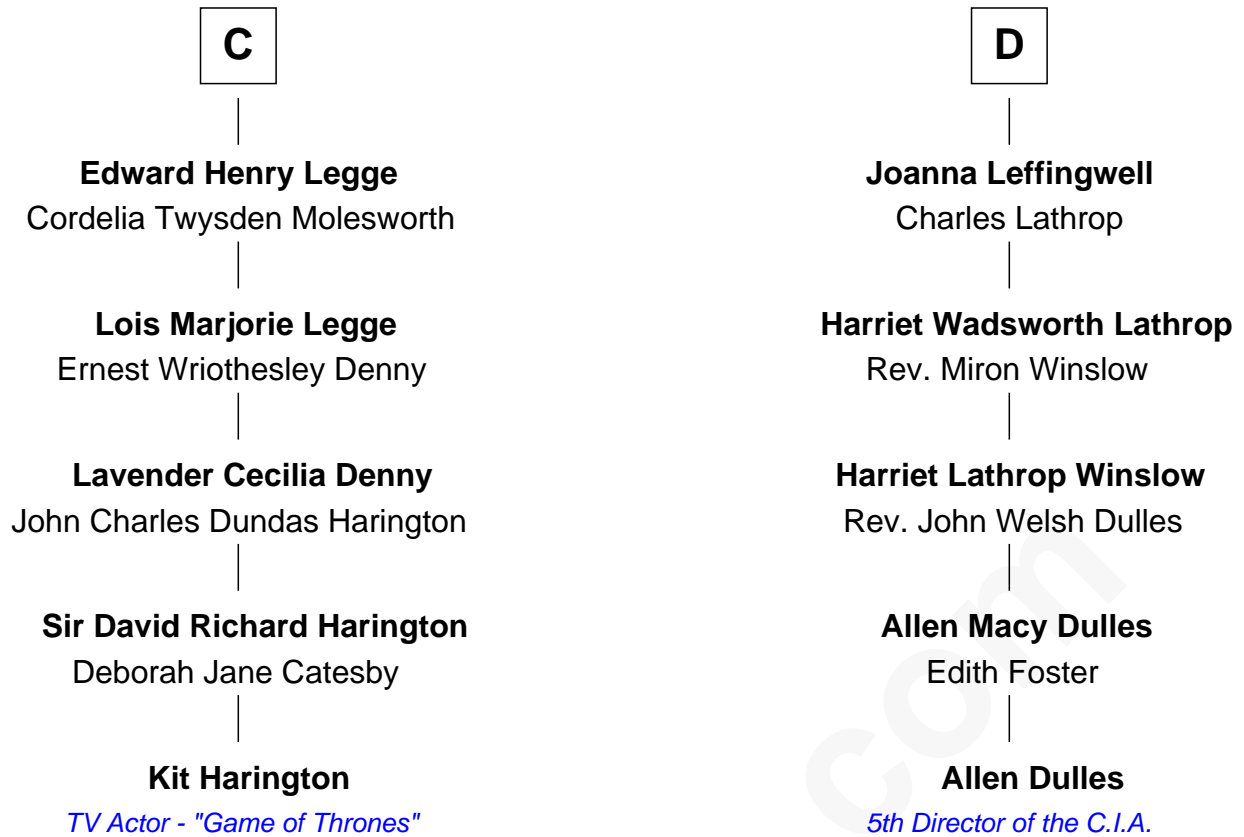 C
Edward Henry Legge
Cordelia Twysden Molesworth
Lois Marjorie Legge
Ernest Wriothesley Denny
Lavender Cecilia Denny
John Charles Dundas Harington
Sir David Richard Harington
Deborah Jane Catesby
Kit Harington
TV Actor - "Game of Thrones"
D
Joanna Leffingwell
Charles Lathrop
Harriet Wadsworth Lathrop
Rev. Miron Winslow
Harriet Lathrop Winslow
Rev. John Welsh Dulles
Allen Macy Dulles
Edith Foster
Allen Dulles
5th Director of the C.I.A.
com